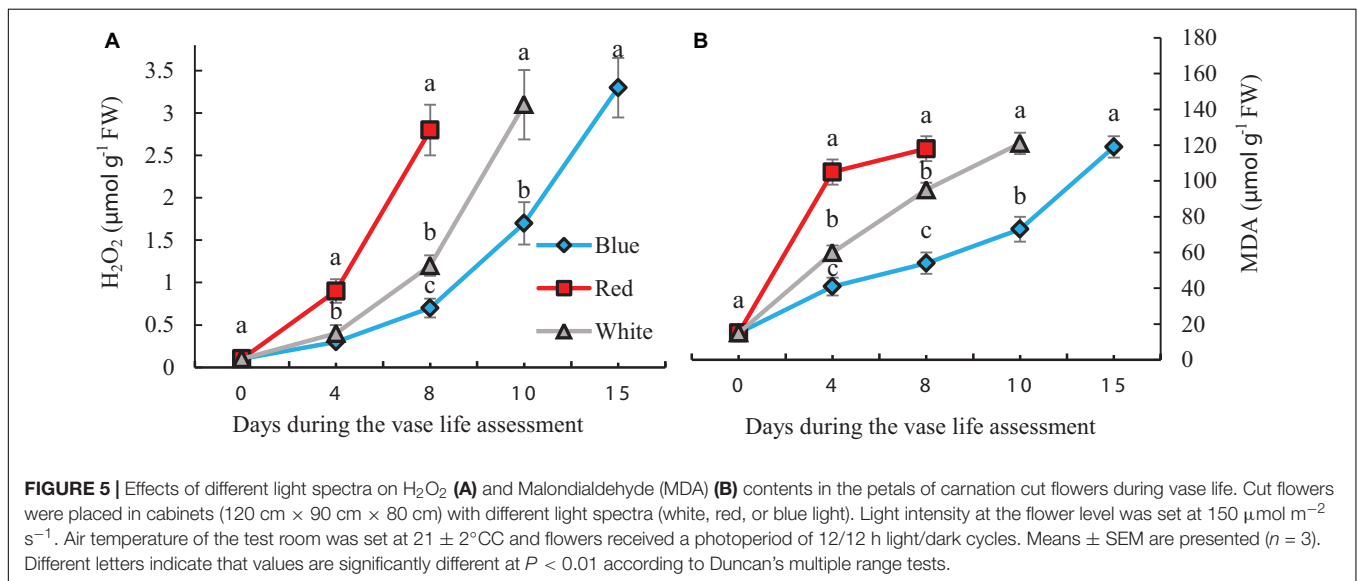 A
B
H₂O₂ (µmol g⁻¹ FW)
3.5
3
2.5
2
1.5
1
0.5
0
a
a
b
a
b
c
a
b
a
Blue
Red
White
0 4 8 10 15
Days during the vase life assessment
a
a
b
c
a
b
c
a
b
a
180
160
140
120
100
80
60
40
20
0
MDA (µmol g⁻¹ FW)
0 4 8 10 15
Days during the vase life assessment
FIGURE 5 | Effects of different light spectra on H₂O₂ (A) and Malondialdehyde (MDA) (B) contents in the petals of carnation cut flowers during vase life. Cut flowers
were placed in cabinets (120 cm × 90 cm × 80 cm) with different light spectra (white, red, or blue light). Light intensity at the flower level was set at 150 µmol m⁻²
s⁻¹. Air temperature of the test room was set at 21 ± 2°CC and flowers received a photoperiod of 12/12 h light/dark cycles. Means ± SEM are presented (n = 3).
Different letters indicate that values are significantly different at P < 0.01 according to Duncan's multiple range tests.